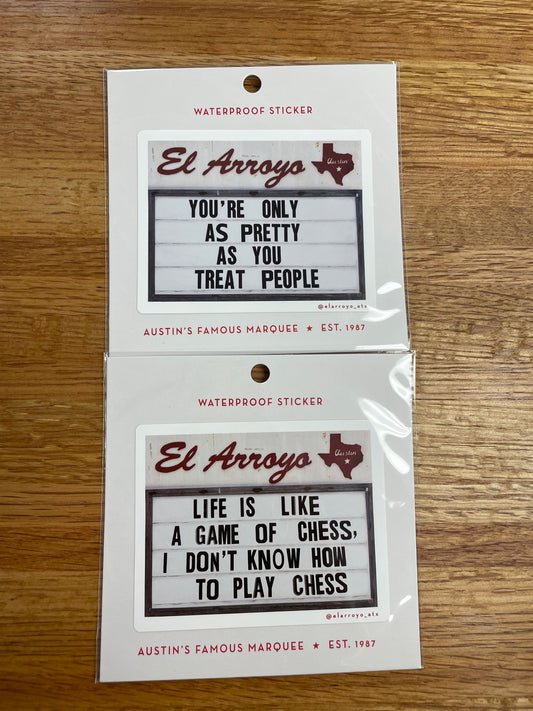 WATERPROOF STICKER
El Arroyo
Austin
YOU'RE ONLY
AS PRETTY
AS YOU
TREAT PEOPLE
@elarroyo_atx
AUSTIN'S FAMOUS MARQUEE ★ EST. 1987
WATERPROOF STICKER
El Arroyo
Austin
LIFE IS LIKE
A GAME OF CHESS,
I DON'T KNOW HOW
TO PLAY CHESS
@elarroyo_atx
AUSTIN'S FAMOUS MARQUEE ★ EST. 1987